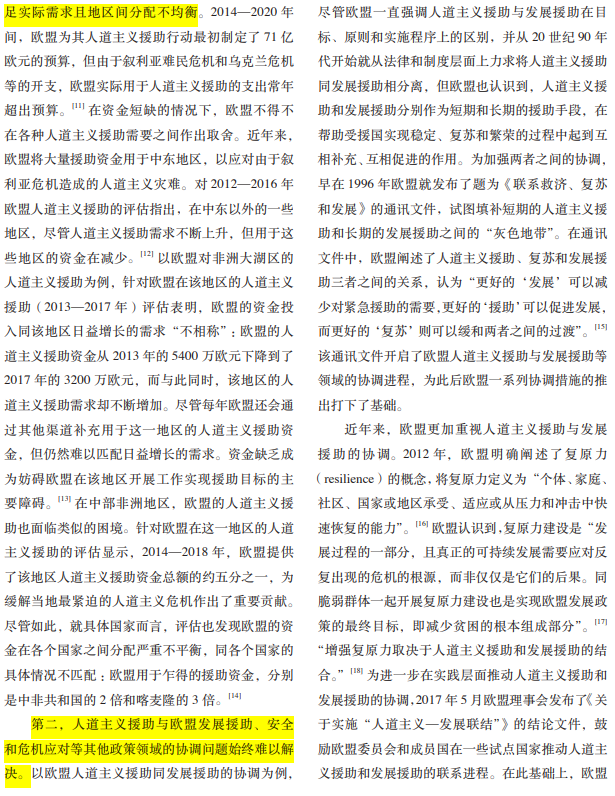 足实际需求且地区间分配不均衡。2014—2020 年
间，欧盟为其人道主义援助行动最初制定了 71 亿
欧元的预算，但由于叙利亚难民危机和乌克兰危机
等的开支，欧盟实际用于人道主义援助的支出常年
超出预算。[11] 在资金短缺的情况下，欧盟不得不
在各种人道主义援助需要之间作出取舍。近年来，
欧盟将大量援助资金用于中东地区，以应对由于叙
利亚危机造成的人道主义灾难。对 2012—2016 年
欧盟人道主义援助的评估指出，在中东以外的一些
地区，尽管人道主义援助需求不断上升，但用于这
些地区的资金在减少。[12] 以欧盟对非洲大湖区的
人道主义援助为例，针对欧盟在该地区的人道主义
援助（2013—2017 年）评估表明，欧盟的资金投
入同该地区日益增长的需求“不相称”：欧盟的人
道主义援助资金从 2013 年的 5400 万欧元下降到了
2017 年的 3200 万欧元，而与此同时，该地区的人
道主义援助需求却不断增加。尽管每年欧盟还会通
过其他渠道补充用于这一地区的人道主义援助资
金，但仍然难以匹配日益增长的需求。资金缺乏成
为妨碍欧盟在该地区开展工作实现援助目标的主
要障碍。[13] 在中部非洲地区，欧盟的人道主义援
助也面临类似的困境。针对欧盟在这一地区的人道
主义援助的评估显示，2014—2018 年，欧盟提供
了该地区人道主义援助资金总额的约五分之一，为
缓解当地最紧迫的人道主义危机作出了重要贡献。
尽管如此，就具体国家而言，评估也发现欧盟的资
金在各个国家之间分配严重不平衡，同各个国家的
具体情况不匹配：欧盟用于乍得的援助资金，分别
是中非共和国的 2 倍和喀麦隆的 3 倍。[14]
第二，人道主义援助与欧盟发展援助、安全
和危机应对等其他政策领域的协调问题始终难以解
决。以欧盟人道主义援助同发展援助的协调为例，
尽管欧盟一直强调人道主义援助与发展援助在目
标、原则和实施程序上的区别，并从 20 世纪 90 年
代开始就从法律和制度层面上力求将人道主义援助
同发展援助相分离，但欧盟也认识到，人道主义援
助和发展援助分别作为短期和长期的援助手段，在
帮助受援国实现稳定、复苏和繁荣的过程中起到互
相补充、互相促进的作用。为加强两者之间的协调，
早在 1996 年欧盟就发布了题为《联系救济、复苏
和发展》的通讯文件，试图填补短期的人道主义援
助和长期的发展援助之间的“灰色地带”。在通讯
文件中，欧盟阐述了人道主义援助、复苏和发展援
助三者之间的关系，认为“更好的‘发展’可以减
少对紧急援助的需要，更好的‘援助’可以促进发展，
而更好的‘复苏’则可以缓和两者之间的过渡”。[15]
该通讯文件开启了欧盟人道主义援助与发展援助等
领域的协调进程，为此后欧盟一系列协调措施的推
出打下了基础。
近年来，欧盟更加重视人道主义援助与发展
援助的协调。2012 年，欧盟明确阐述了复原力
（resilience）的概念，将复原力定义为“个体、家庭、
社区、国家或地区承受、适应或从压力和冲击中快
速恢复的能力”。[16] 欧盟认识到，复原力建设是“发
展过程的一部分，且真正的可持续发展需要应对反
复出现的危机的根源，而非仅仅是它们的后果。同
脆弱群体一起开展复原力建设也是实现欧盟发展政
策的最终目标，即减少贫困的根本组成部分”。[17]
“增强复原力取决于人道主义援助和发展援助的结
合。”[18] 为进一步在实践层面推动人道主义援助和
发展援助的协调，2017 年 5 月欧盟理事会发布了《关
于实施“人道主义—发展联结”》的结论文件，鼓
励欧盟委员会和成员国在一些试点国家推动人道主
义援助和发展援助的联系进程。在此基础上，欧盟